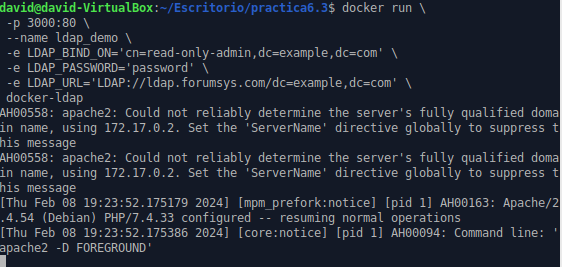 david@david-VirtualBox:~/Escritorio/practica6.3$ docker run \
 -p 3000:80 \
 --name ldap_demo \
 -e LDAP_BIND_ON='cn=read-only-admin,dc=example,dc=com' \
 -e LDAP_PASSWORD='password' \
 -e LDAP_URL='LDAP://ldap.forumsys.com/dc=example,dc=com' \
 docker-ldap
AH00558: apache2: Could not reliably determine the server's fully qualified doma
in name, using 172.17.0.2. Set the 'ServerName' directive globally to suppress t
his message
AH00558: apache2: Could not reliably determine the server's fully qualified doma
in name, using 172.17.0.2. Set the 'ServerName' directive globally to suppress t
his message
[Thu Feb 08 19:23:52.175179 2024] [mpm_prefork:notice] [pid 1] AH00163: Apache/2
.4.54 (Debian) PHP/7.4.33 configured -- resuming normal operations
[Thu Feb 08 19:23:52.175386 2024] [core:notice] [pid 1] AH00094: Command line: '
apache2 -D FOREGROUND'